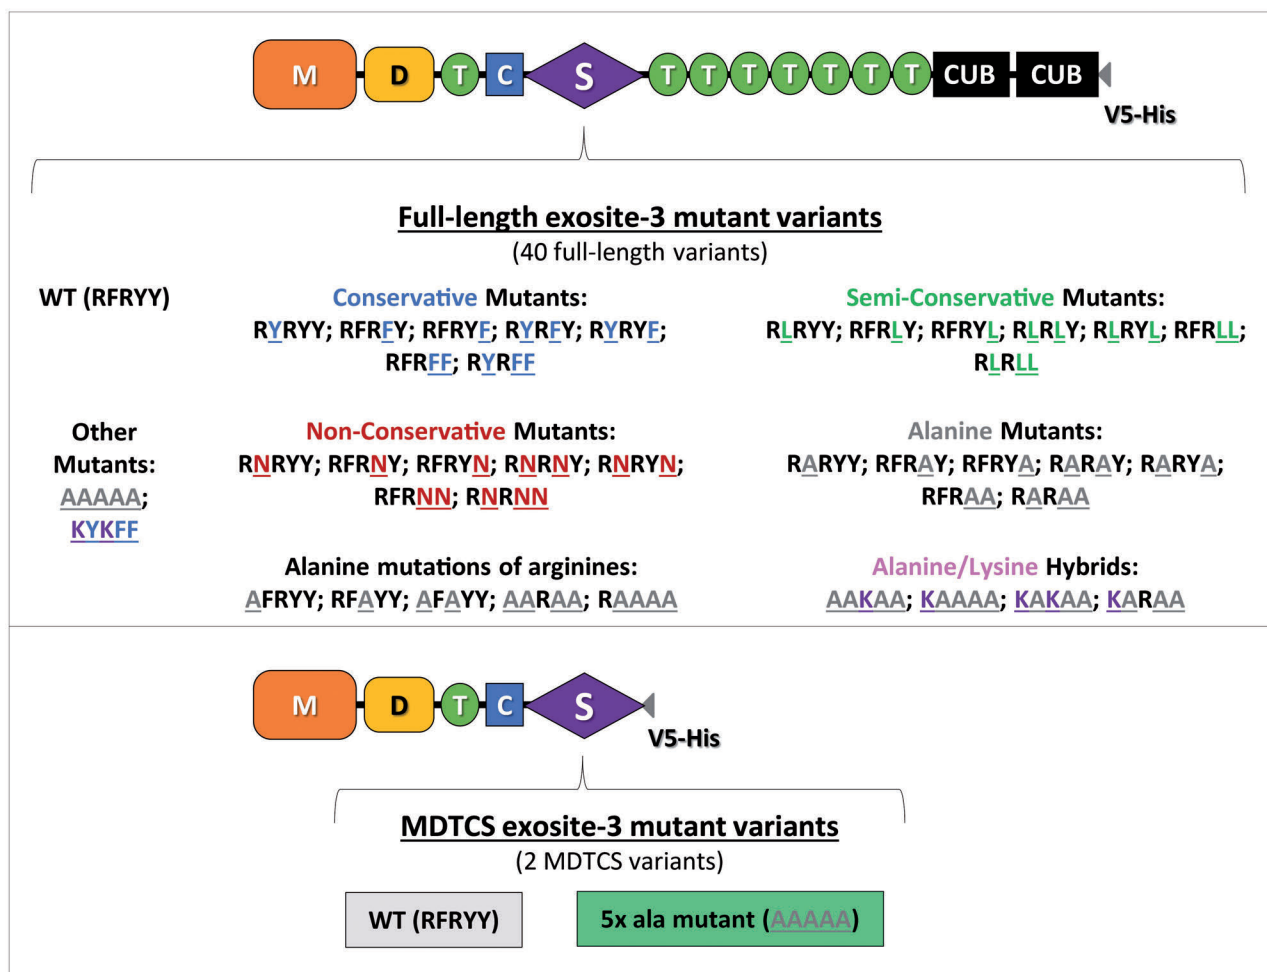 M D T C S T T T T T T T CUB CUB
V5-His
Full-length exosite-3 mutant variants
(40 full-length variants)
WT (RFRYY)
Conservative Mutants:
RYRYY; RFRFY; RFRYF; RYRFY; RYRYF;
RFRFF; RYRFF
Semi-Conservative Mutants:
RLRYY; RFRLY; RFRYL; RLRLY; RLRYL; RFRLL;
RLRLL
Other
Mutants:
AAAAA;
KYKFF
Non-Conservative Mutants:
RNRYY; RFRNY; RFRYN; RNRNY; RNRYN;
RFRNN; RNRNN
Alanine Mutants:
RARYY; RFRAY; RFRYA; RARAY; RARYA;
RFRAA; RARAA
Alanine mutations of arginines:
AFRYY; RFAYY; AFAYY; AARAA; RAAAA
Alanine/Lysine Hybrids:
AAKAA; KAAAA; KAKAA; KARAA
M D T C S
V5-His
MDTCS exosite-3 mutant variants
(2 MDTCS variants)
WT (RFRYY)
5x ala mutant (AAAAA)